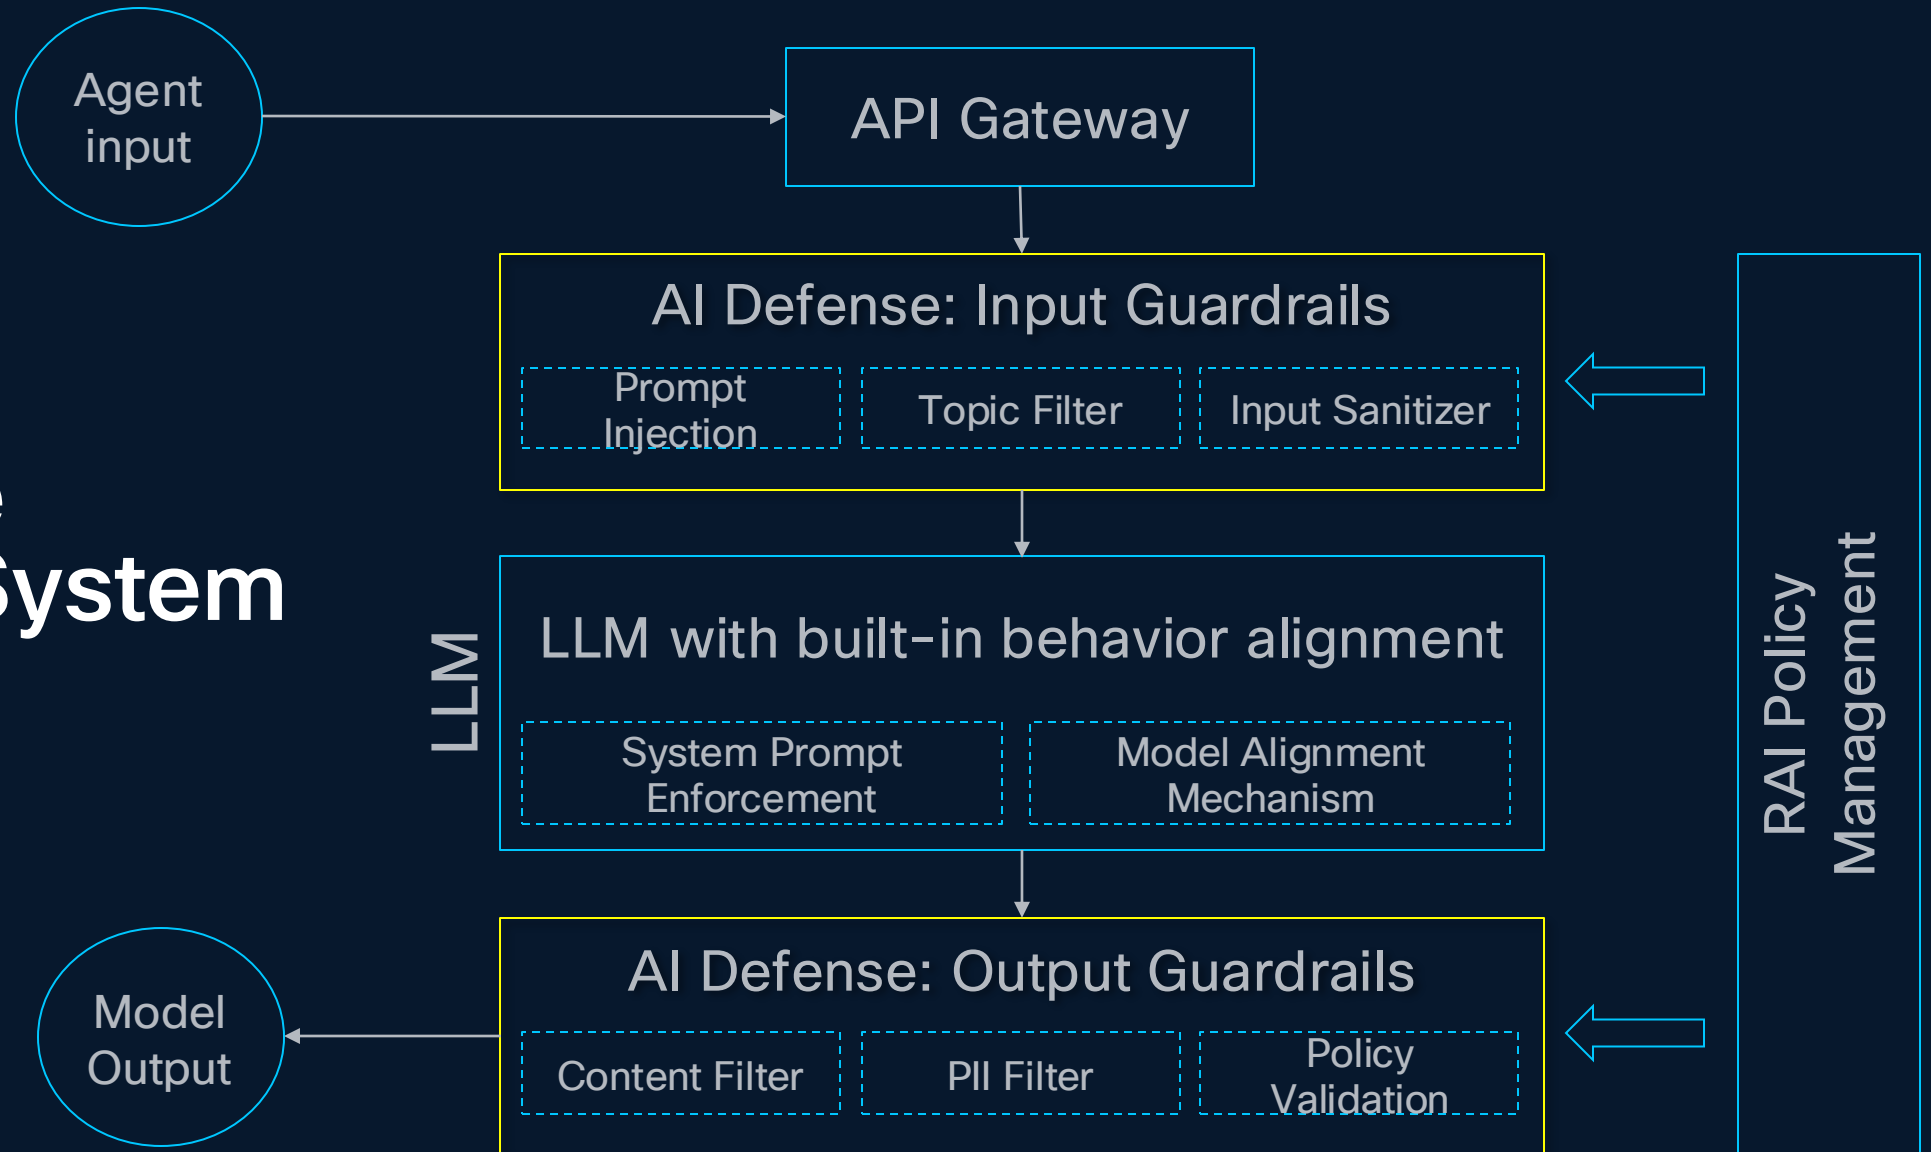 Agent
input
API Gateway
AI Defense: Input Guardrails
Prompt
Injection
Topic Filter
Input Sanitizer
System
LLM
LLM with built-in behavior alignment
System Prompt
Enforcement
Model Alignment
Mechanism
RAI Policy
Management
AI Defense: Output Guardrails
Content Filter
PII Filter
Policy
Validation
Model
Output